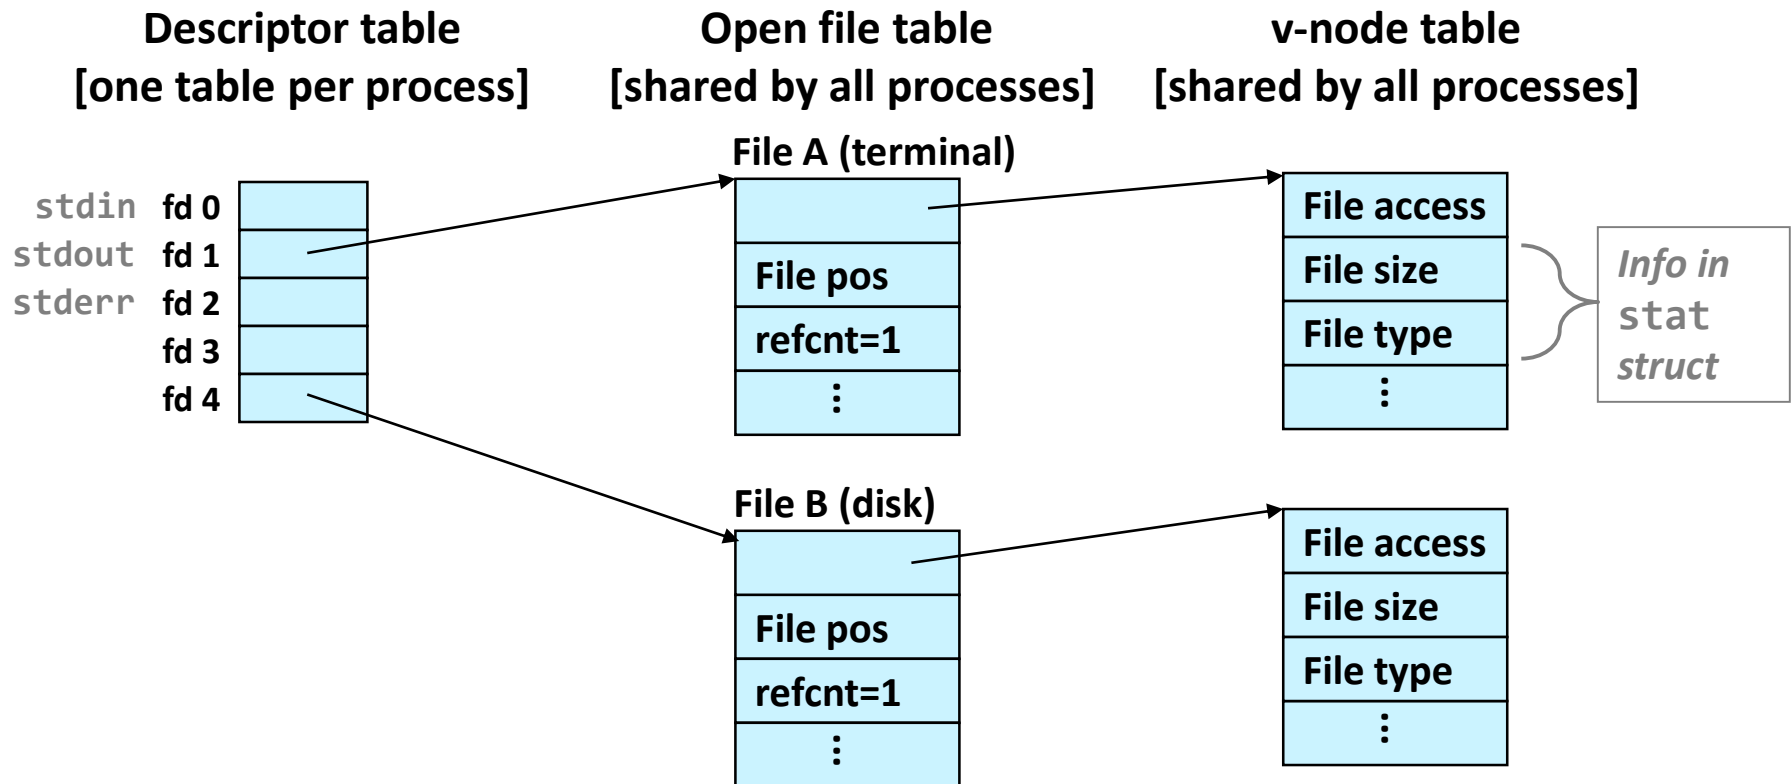 Descriptor table
[one table per process]
Open file table
[shared by all processes]
v-node table
[shared by all processes]
stdin fd 0
stdout fd 1
stderr fd 2
fd 3
fd 4
File A (terminal)
File pos
refcnt=1
⋮
File B (disk)
File pos
refcnt=1
⋮
File access
File size
File type
⋮
Info in
stat
struct
File access
File size
File type
⋮